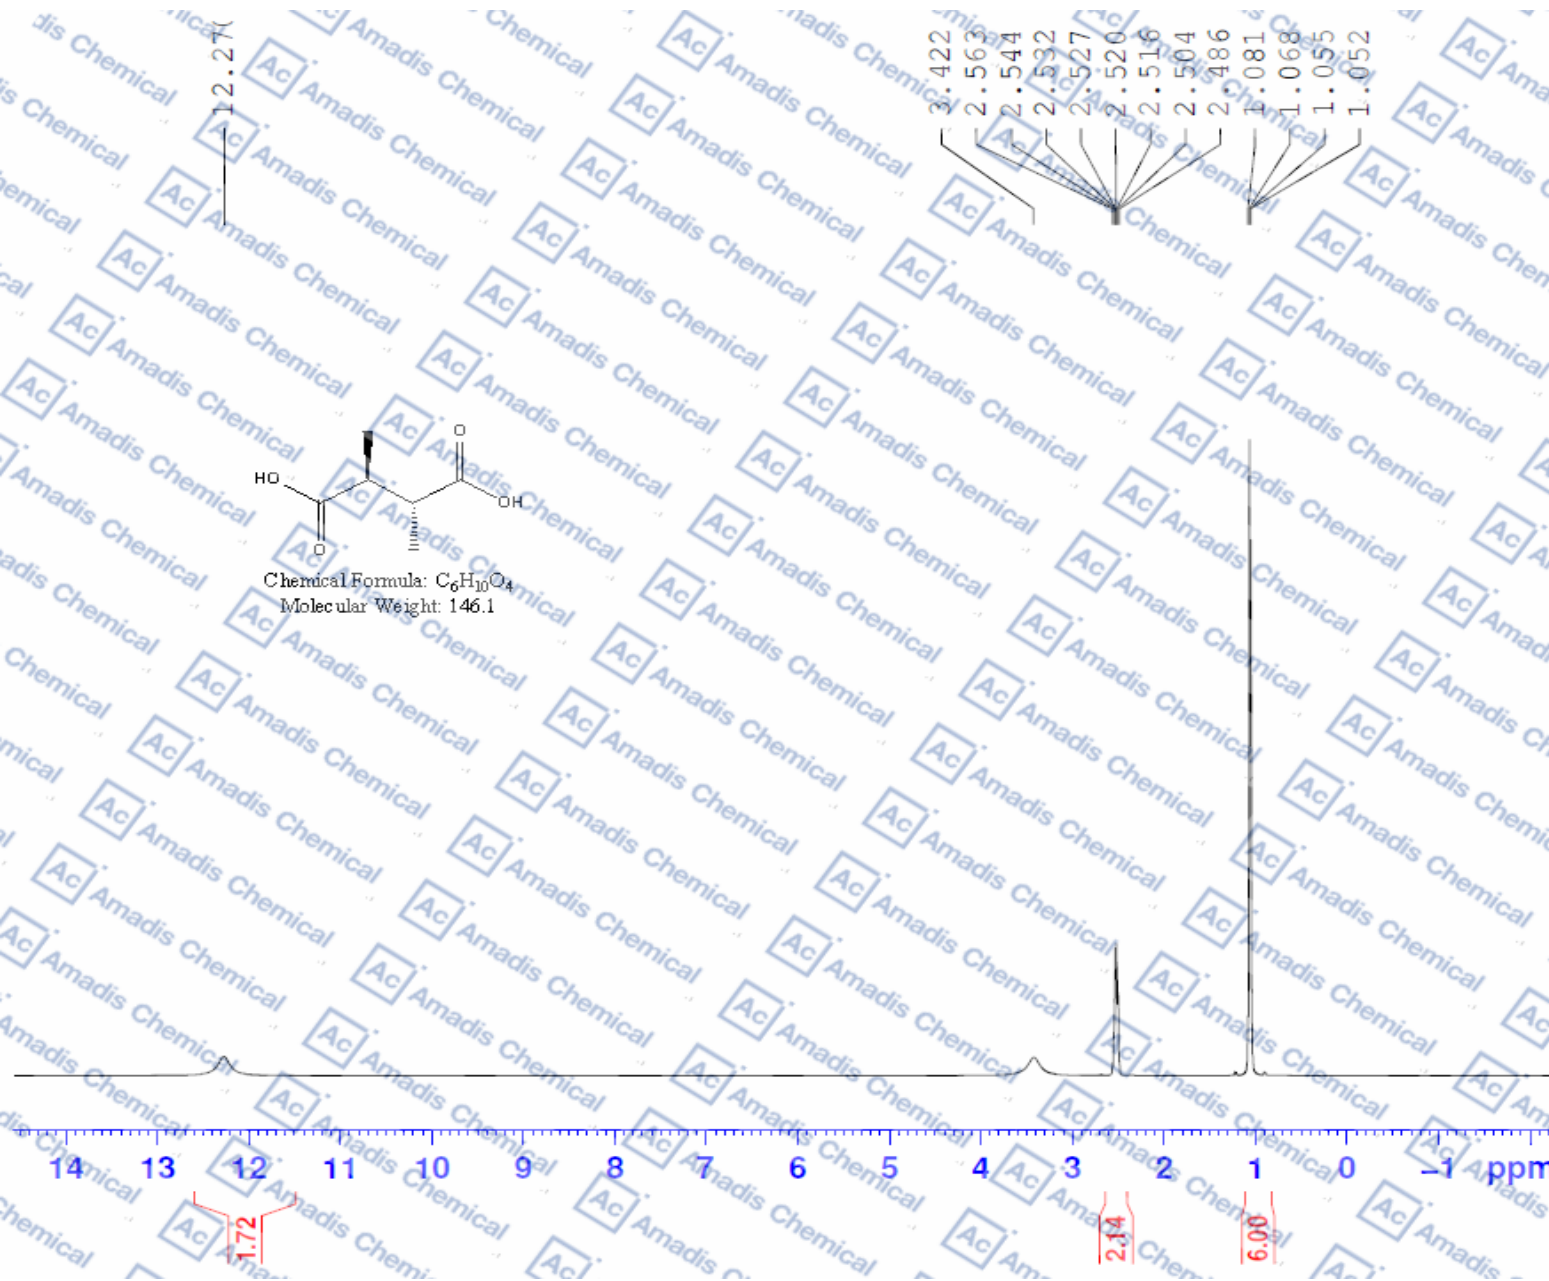 12.27
3.422
2.563
2.544
2.532
2.527
2.520
2.516
2.504
2.486
1.081
1.068
1.055
1.052
HO
O
O
OH
Chemical Formula: C₆H₁₀O₄
Molecular Weight: 146.1
14 13 12 11 10 9 8 7 6 5 4 3 2 1 0 −1 ppm
1.72
2.14
6.00
Ac Amadis Chemical